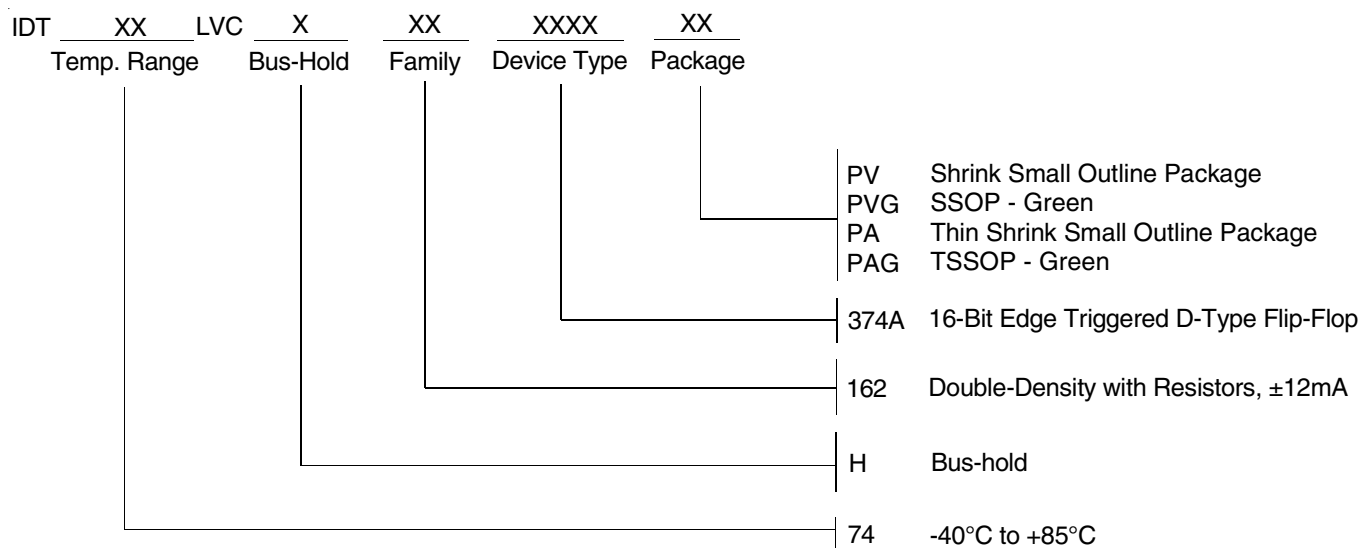 IDT XX LVC X XX XXXX XX
Temp. Range Bus-Hold Family Device Type Package
PV Shrink Small Outline Package
PVG SSOP - Green
PA Thin Shrink Small Outline Package
PAG TSSOP - Green
374A 16-Bit Edge Triggered D-Type Flip-Flop
162 Double-Density with Resistors, ±12mA
H Bus-hold
74 -40°C to +85°C